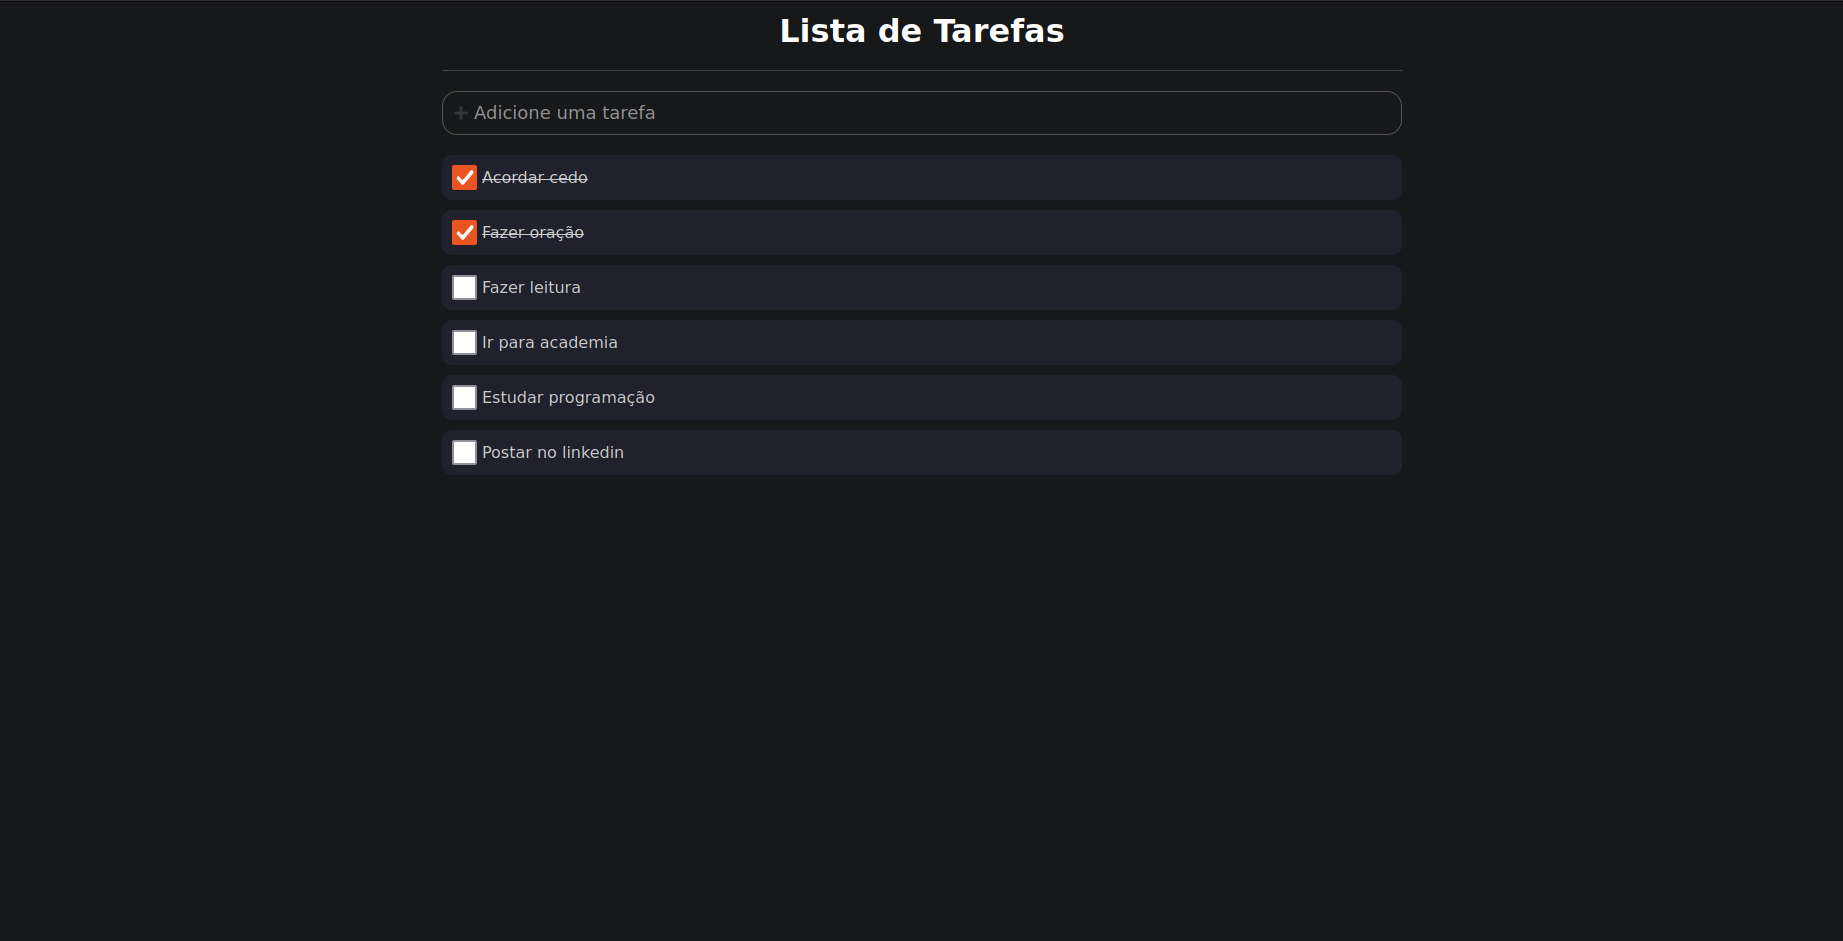 Lista de Tarefas
+ Adicione uma tarefa
Acordar cedo
Fazer oração
Fazer leitura
Ir para academia
Estudar programação
Postar no linkedin